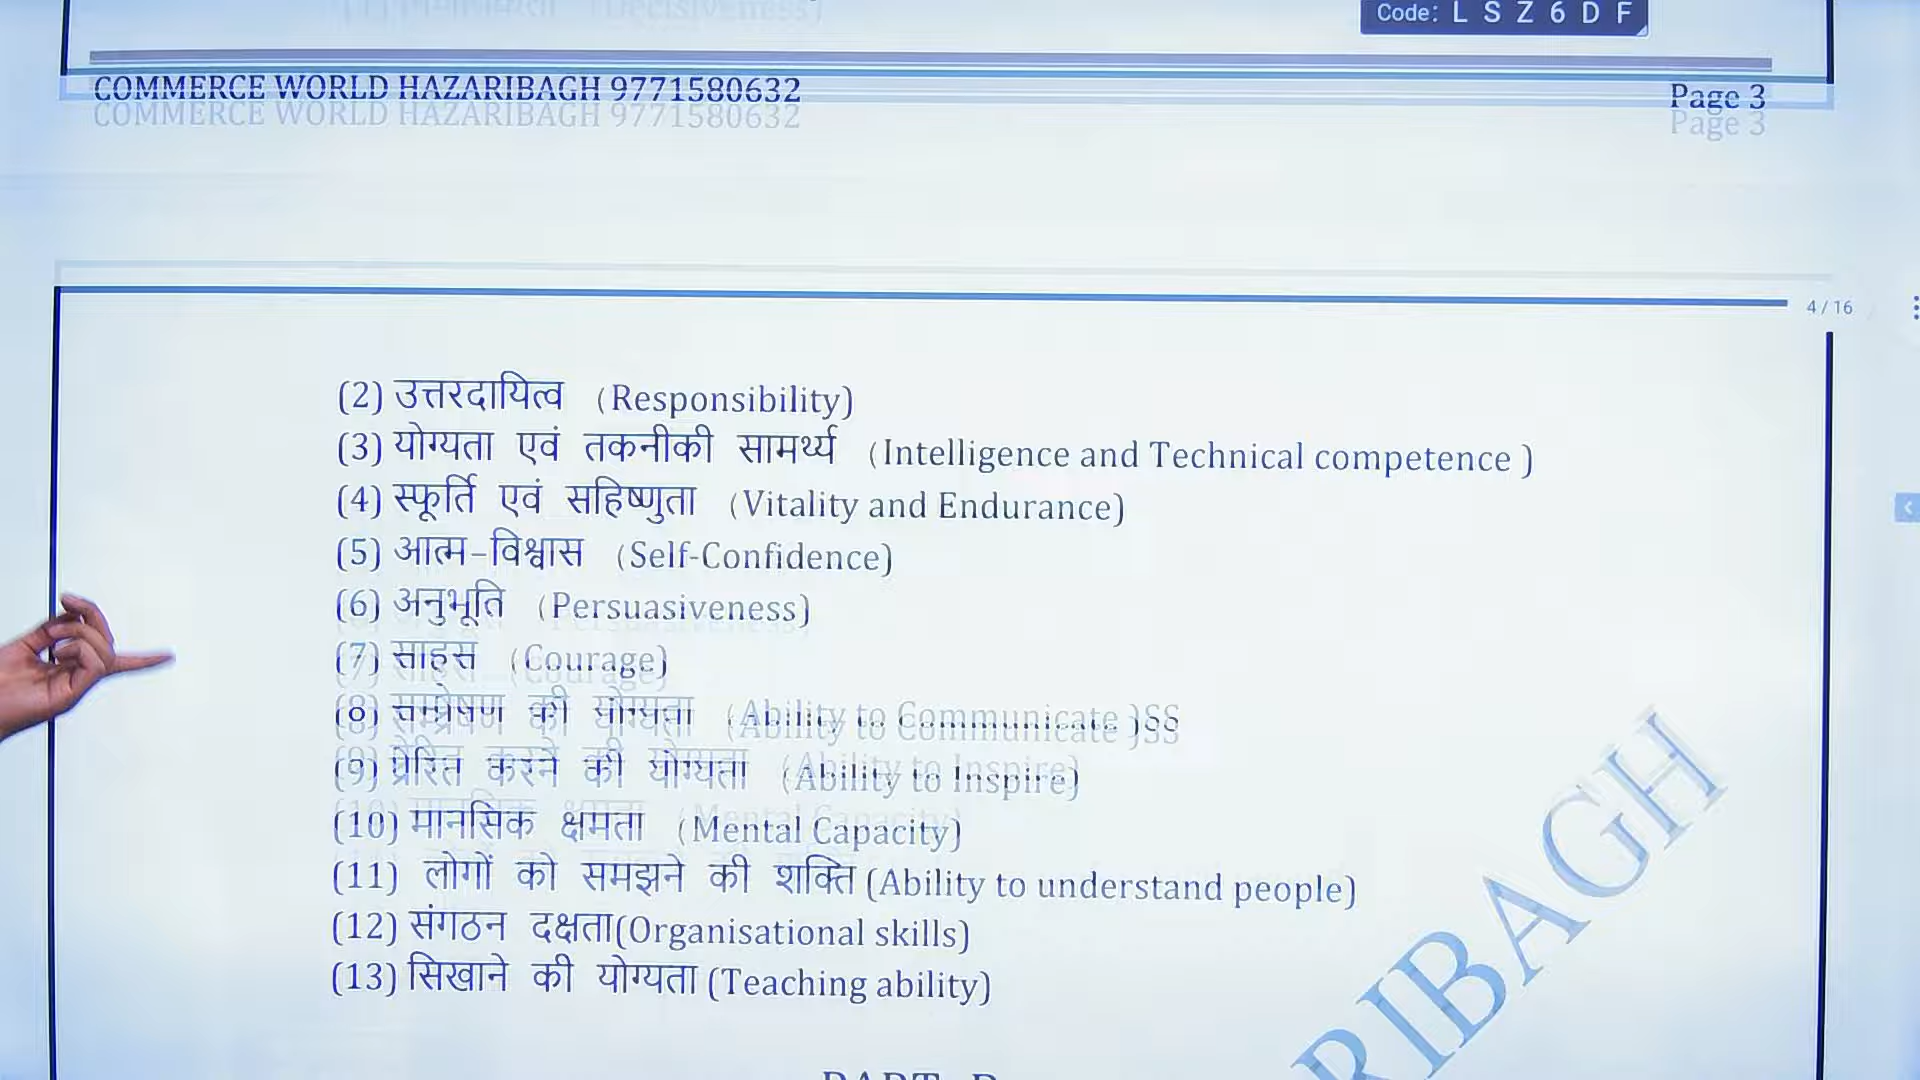 (Decisiveness)
Code: L S Z 6 D F
COMMERCE WORLD HAZARIBAGH 9771580632
Page 3
4 / 16
(2) उत्तरदायित्व (Responsibility)
(3) योग्यता एवं तकनीकी सामर्थ्य (Intelligence and Technical competence )
(4) स्फूर्ति एवं सहिष्णुता (Vitality and Endurance)
(5) आत्म-विश्वास (Self-Confidence)
(6) अनुभूति (Persuasiveness)
(7) साहस (Courage)
(8) सम्प्रेषण की योग्यता (Ability to Communicate )§§
(9) प्रेरित करने की योग्यता (Ability to Inspire)
(10) मानसिक क्षमता (Mental Capacity)
(11) लोगों को समझने की शक्ति (Ability to understand people)
(12) संगठन दक्षता(Organisational skills)
(13) सिखाने की योग्यता (Teaching ability)
RIBAGH